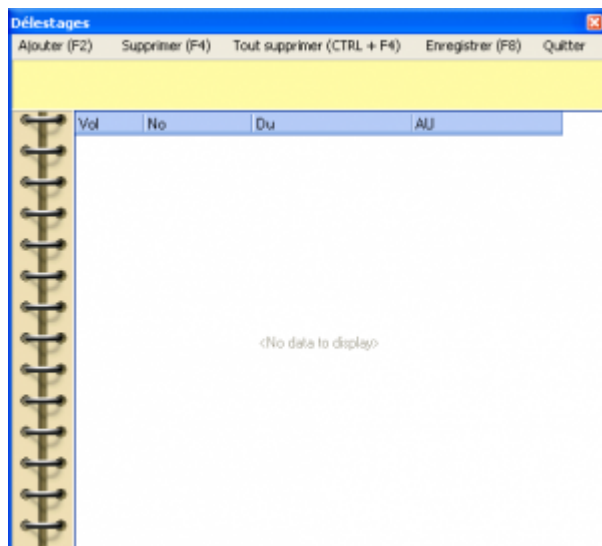 Délestages
Ajouter (F2) Supprimer (F4) Tout supprimer (CTRL + F4) Enregistrer (F8) Quitter
Vol No Du AU
<No data to display>